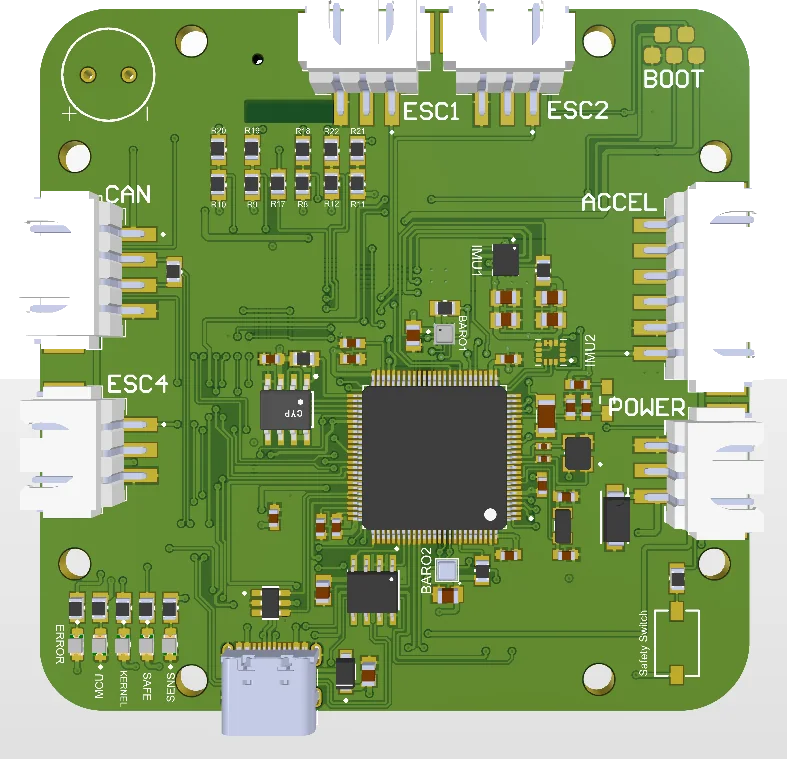 BOOT
ESC1
ESC2
R20 R19 R18 R22 R21
R10 R9 R17 R8 R12 R11
CAN
ACCEL
IMU1
BARO1
IMU2
ESC4
POWER
CYP
BARO2
ERROR
MCU
KERNEL
SAFE
SENS
Safety Switch
+ -